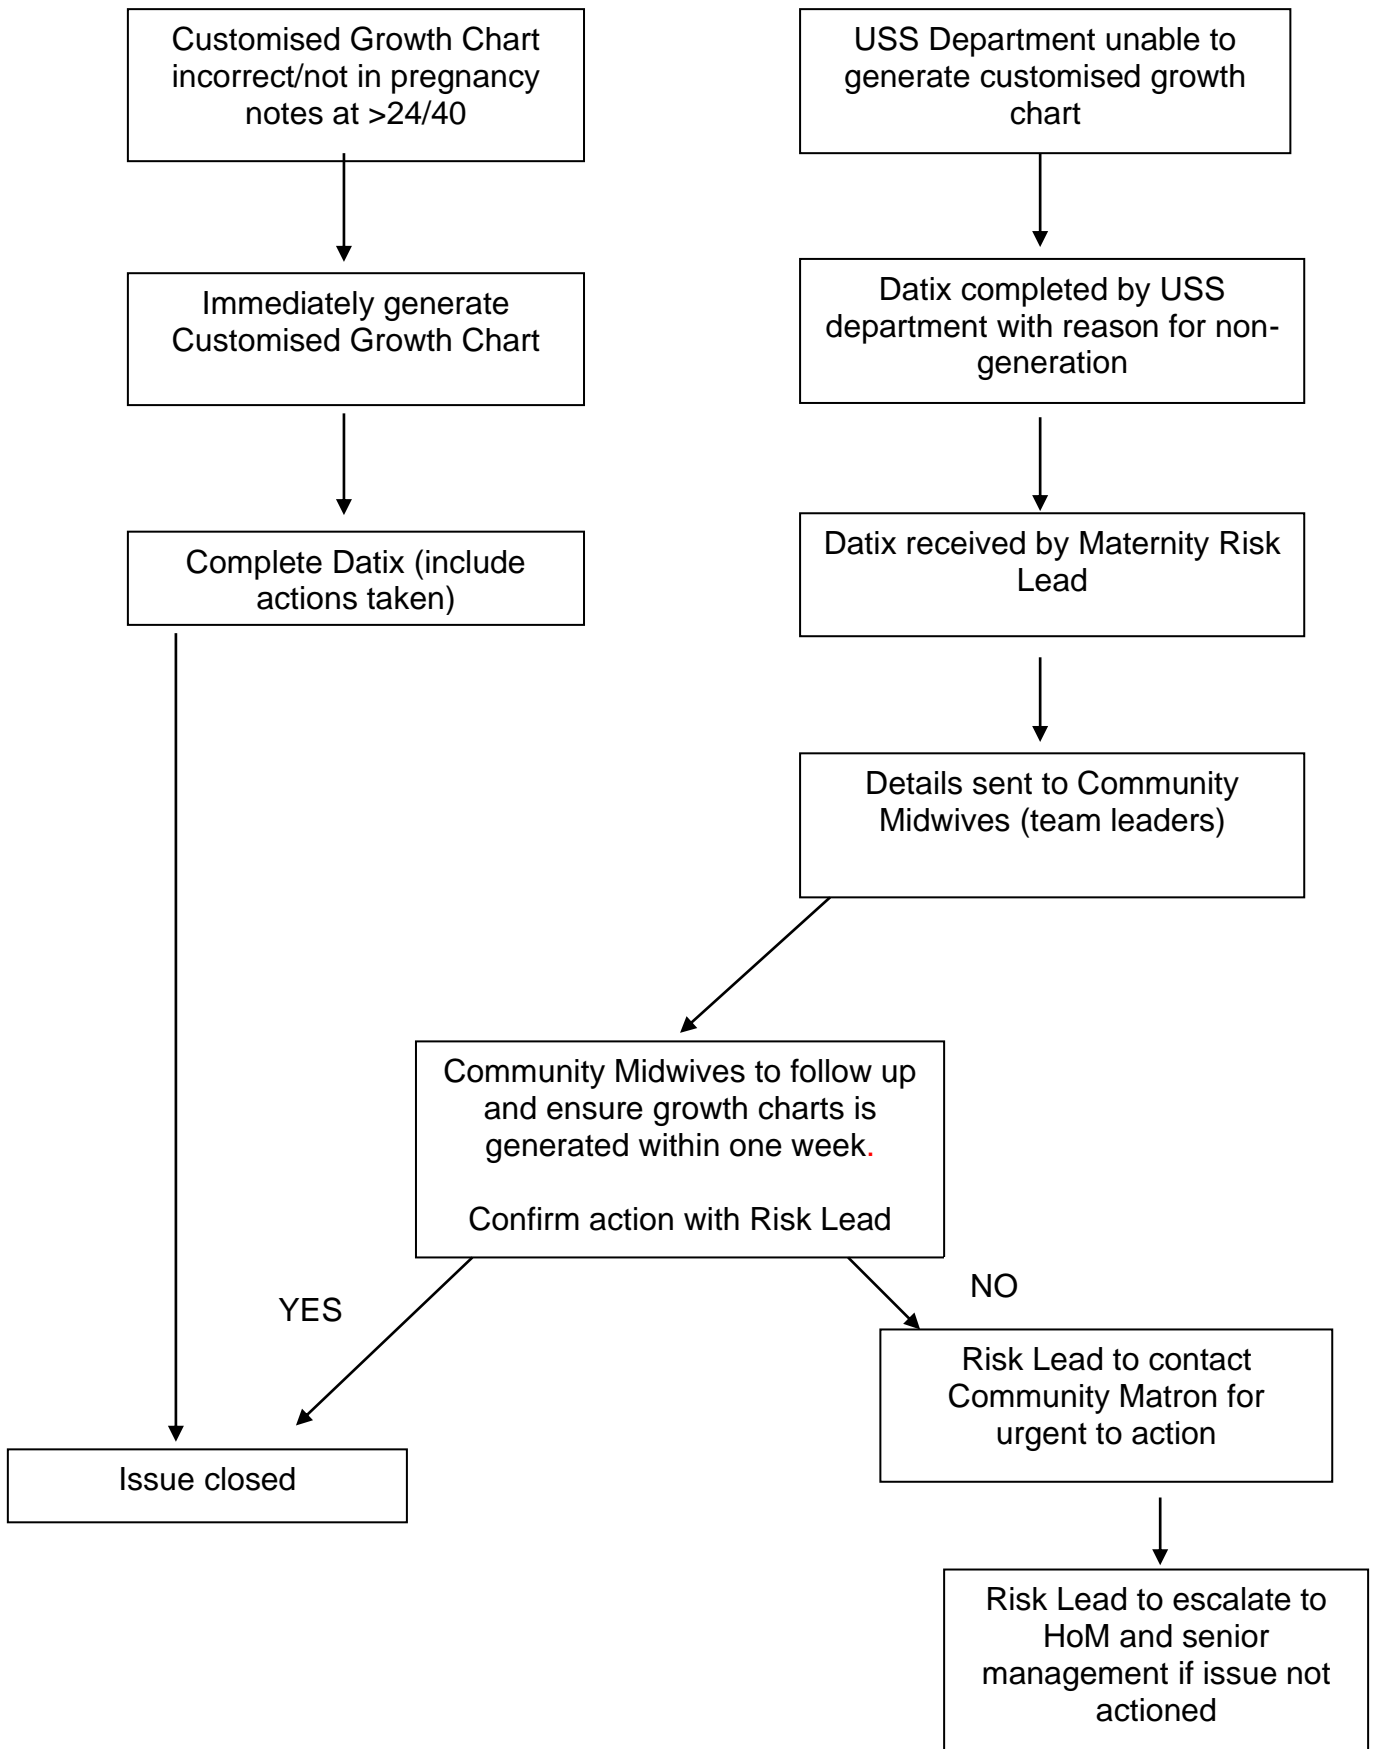 Customised Growth Chart
incorrect/not in pregnancy
notes at >24/40
USS Department unable to
generate customised growth
chart
Immediately generate
Customised Growth Chart
Datix completed by USS
department with reason for non-
generation
Complete Datix (include
actions taken)
Datix received by Maternity Risk
Lead
Details sent to Community
Midwives (team leaders)
Community Midwives to follow up
and ensure growth charts is
generated within one week.
Confirm action with Risk Lead
YES
NO
Risk Lead to contact
Community Matron for
urgent to action
Issue closed
Risk Lead to escalate to
HoM and senior
management if issue not
actioned